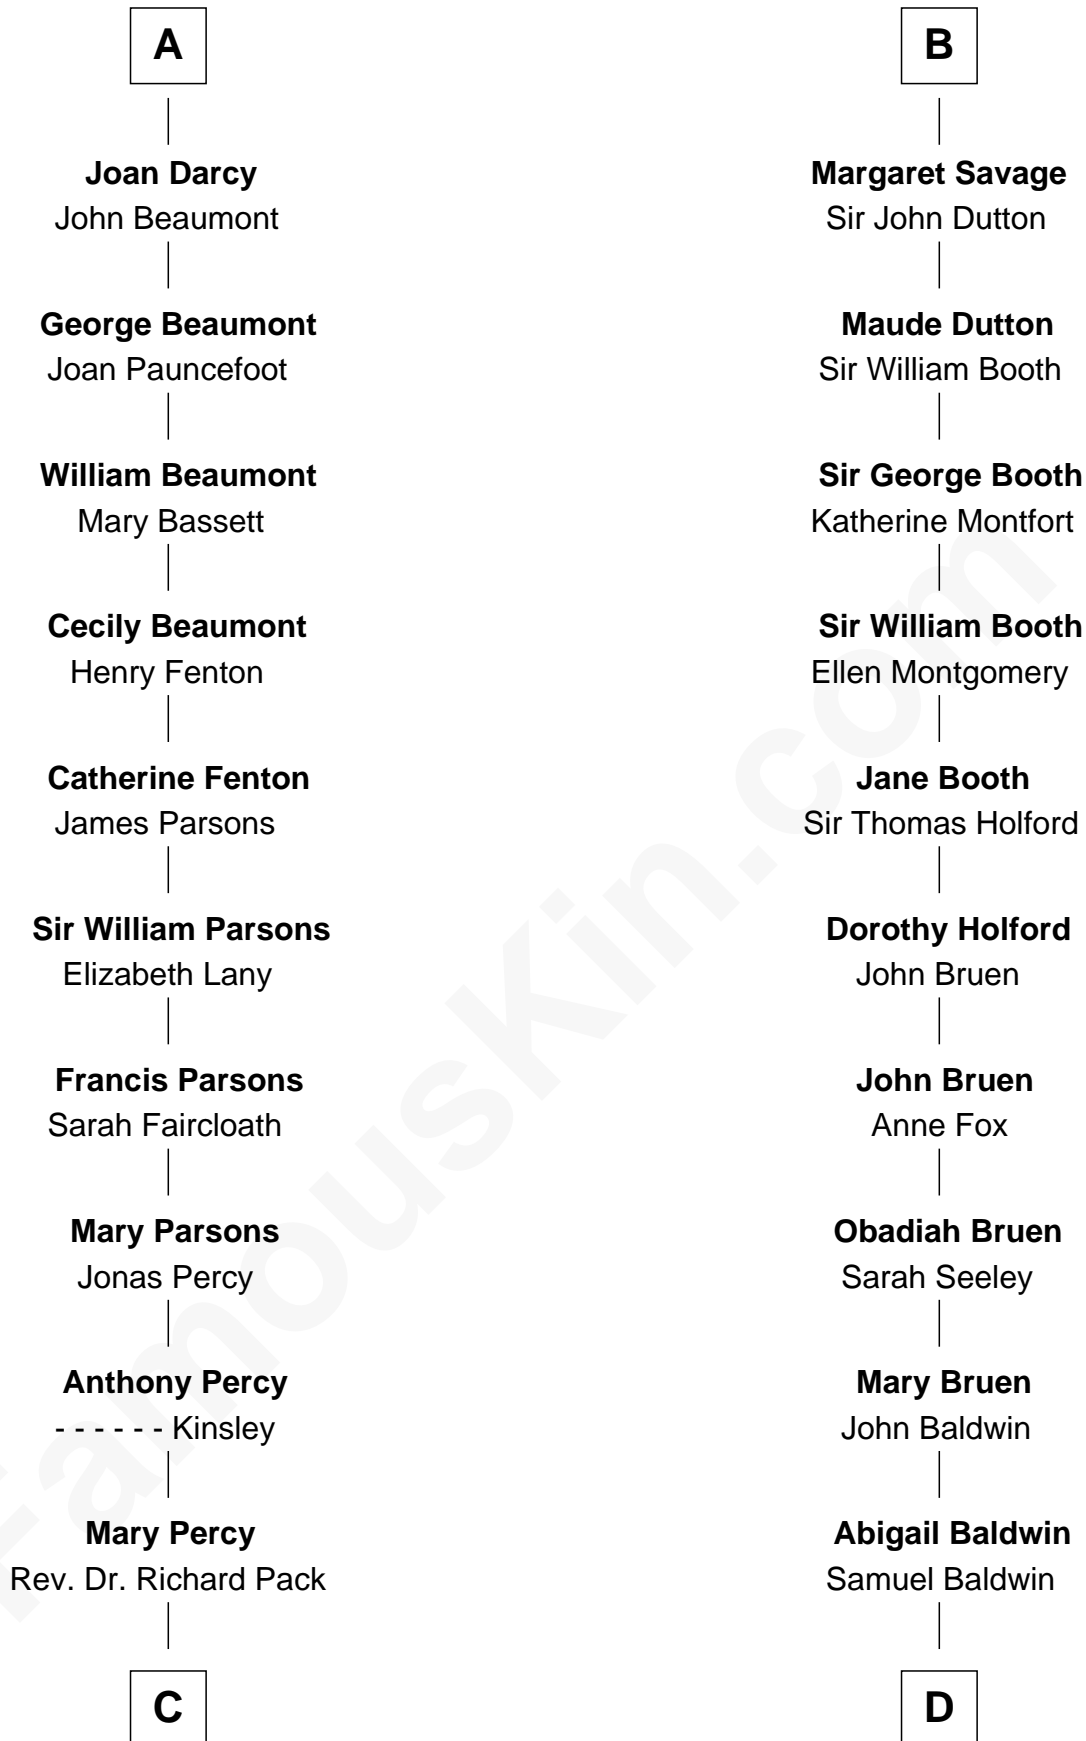 A
Joan Darcy
John Beaumont
George Beaumont
Joan Pauncefoot
William Beaumont
Mary Bassett
Cecily Beaumont
Henry Fenton
Catherine Fenton
James Parsons
Sir William Parsons
Elizabeth Lany
Francis Parsons
Sarah Faircloath
Mary Parsons
Jonas Percy
Anthony Percy
- - - - - - Kinsley
Mary Percy
Rev. Dr. Richard Pack
C
B
Margaret Savage
Sir John Dutton
Maude Dutton
Sir William Booth
Sir George Booth
Katherine Montfort
Sir William Booth
Ellen Montgomery
Jane Booth
Sir Thomas Holford
Dorothy Holford
John Bruen
John Bruen
Anne Fox
Obadiah Bruen
Sarah Seeley
Mary Bruen
John Baldwin
Abigail Baldwin
Samuel Baldwin
D
FamousKin.com